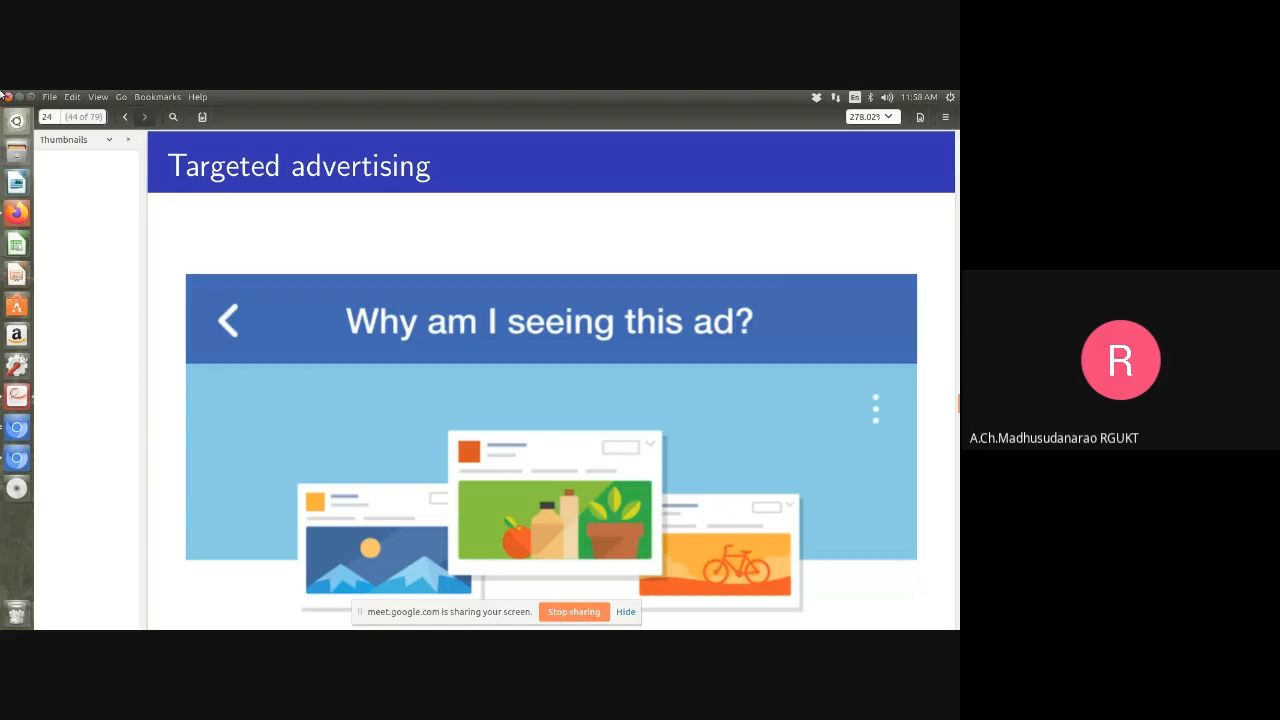 File Edit View Go Bookmarks Help
En
11:58 AM
24 (44 of 79)
278.02%
Thumbnails
Targeted advertising
Why am I seeing this ad?
meet.google.com is sharing your screen. Stop sharing Hide
R
A.Ch.Madhusudanarao RGUKT